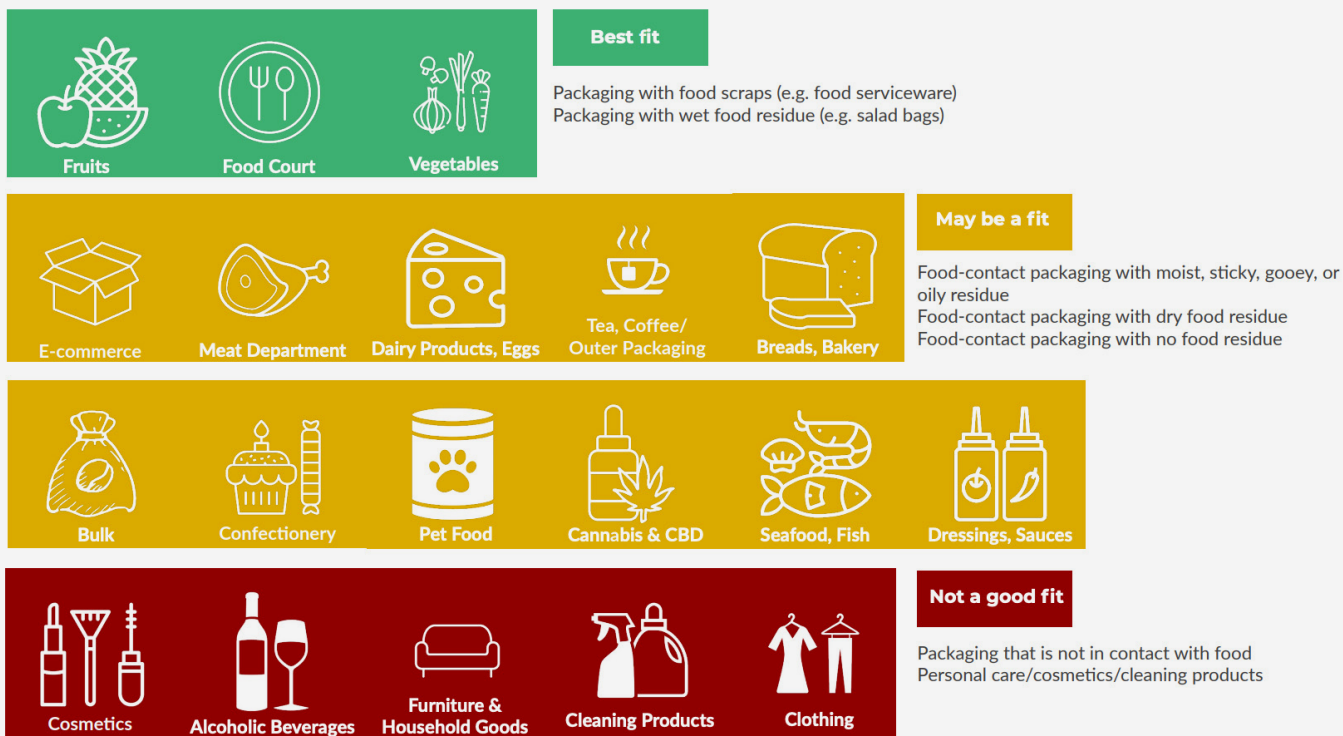 Best fit
Packaging with food scraps (e.g. food serviceware)
Packaging with wet food residue (e.g. salad bags)
Fruits
Food Court
Vegetables
May be a fit
Food-contact packaging with moist, sticky, gooey, or
oily residue
Food-contact packaging with dry food residue
Food-contact packaging with no food residue
E-commerce
Meat Department
Dairy Products, Eggs
Tea, Coffee/
Outer Packaging
Breads, Bakery
Bulk
Confectionery
Pet Food
Cannabis & CBD
Seafood, Fish
Dressings, Sauces
Not a good fit
Packaging that is not in contact with food
Personal care/cosmetics/cleaning products
Cosmetics
Alcoholic Beverages
Furniture &
Household Goods
Cleaning Products
Clothing